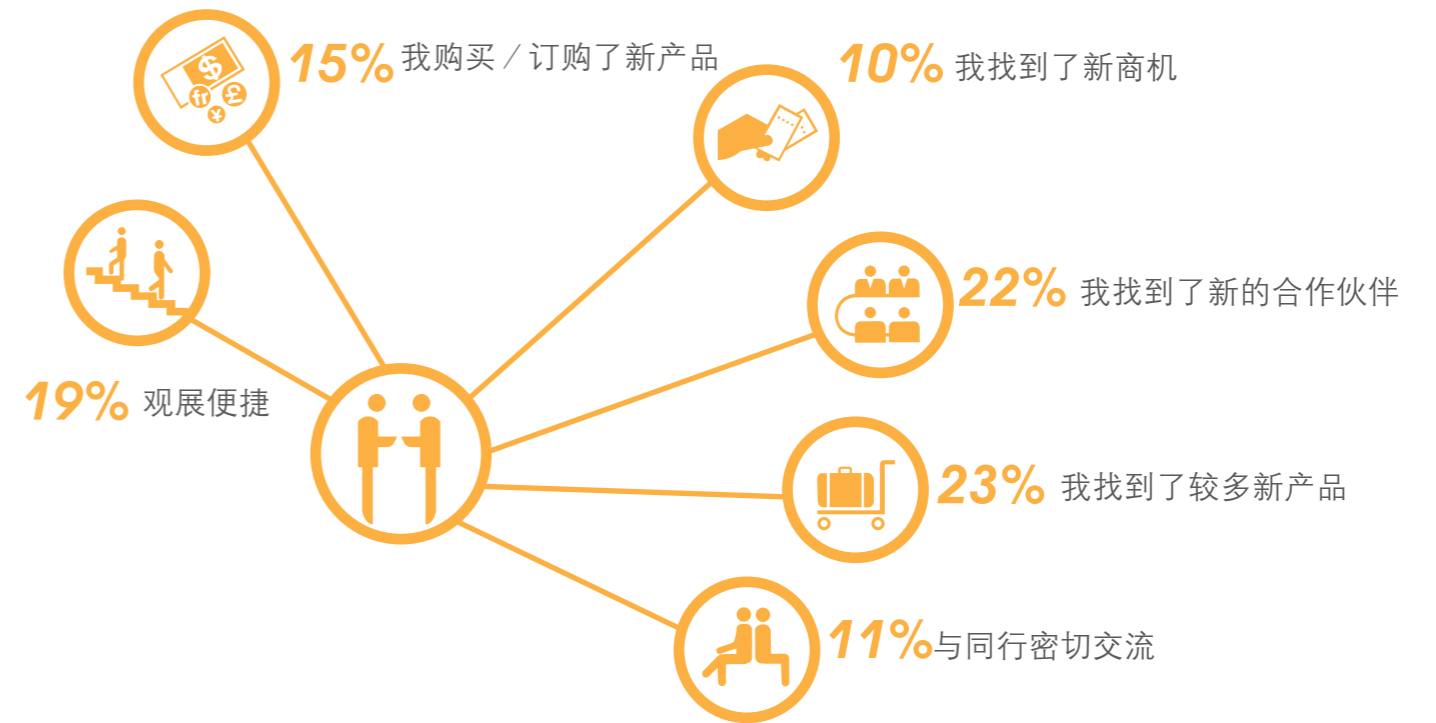 15% 我购买/订购了新产品
10% 我找到了新商机
22% 我找到了新的合作伙伴
19% 观展便捷
23% 我找到了较多新产品
11% 与同行密切交流
$
fr
£
¥